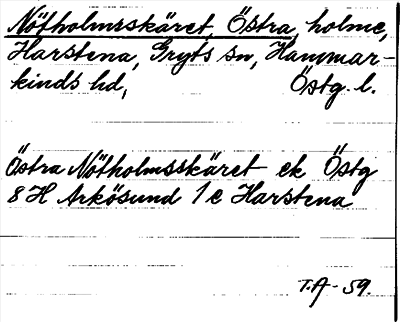 Nötholmsskäret, Östra, holme,
Harstena, Gryts sn, Hammar-
kinds hd, Östg. l.
Östra Nötholmsskäret ek Östg
8 H Arkösund 1 c Harstena
T.A - 59.